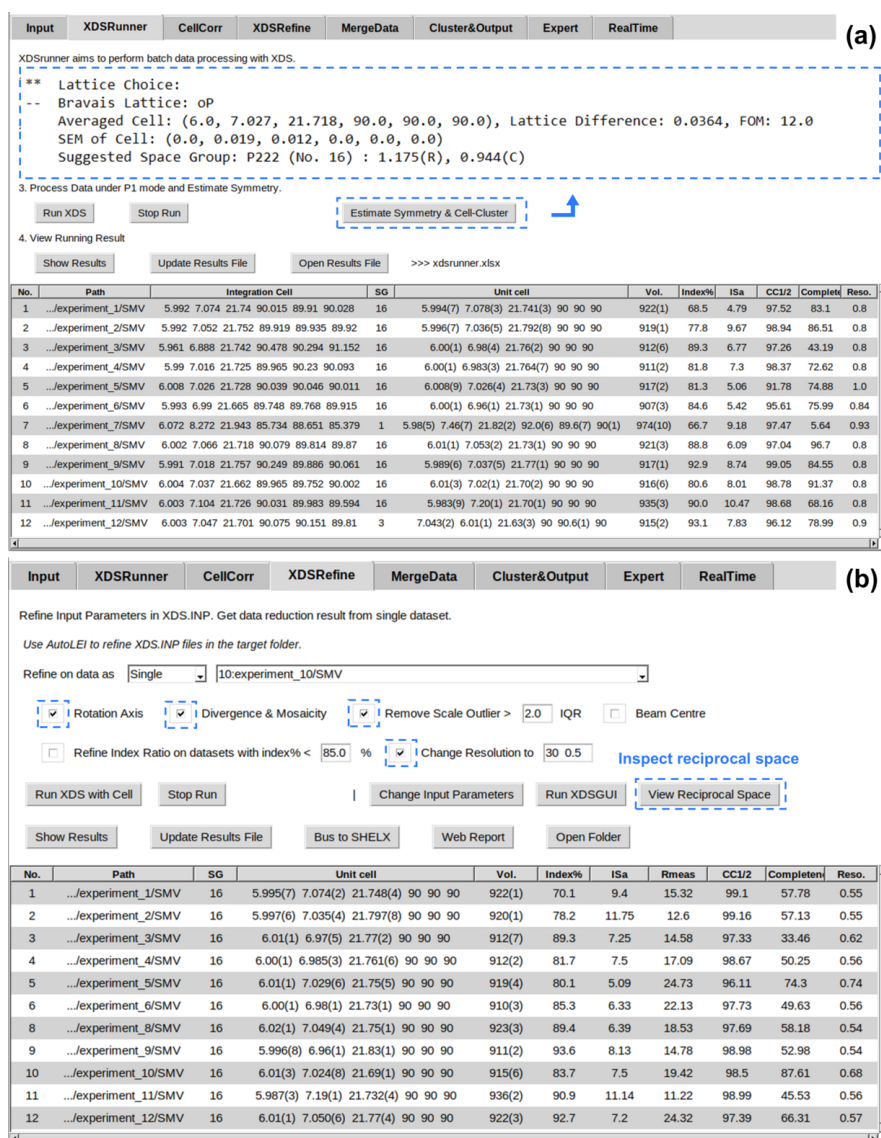 Input XDSRunner CellCorr XDSRefine MergeData Cluster&Output Expert RealTime (a)
XDSrunner aims to perform batch data processing with XDS.
** Lattice Choice:
-- Bravais Lattice: oP
Averaged Cell: (6.0, 7.027, 21.718, 90.0, 90.0, 90.0), Lattice Difference: 0.0364, FOM: 12.0
SEM of Cell: (0.0, 0.019, 0.012, 0.0, 0.0, 0.0)
Suggested Space Group: P222 (No. 16) : 1.175(R), 0.944(C)
3. Process Data under P1 mode and Estimate Symmetry.
Run XDS Stop Run Estimate Symmetry & Cell-Cluster
4. View Running Result
Show Results Update Results File Open Results File >>> xdsrunner.xlsx
No. Path Integration Cell SG Unit cell Vol. Index% ISa CC1/2 Complete Reso.
1 .../experiment_1/SMV 5.992 7.074 21.74 90.015 89.91 90.028 16 5.994(7) 7.078(3) 21.741(3) 90 90 90 922(1) 68.5 4.79 97.52 83.1 0.8
2 .../experiment_2/SMV 5.992 7.052 21.752 89.919 89.935 89.92 16 5.996(7) 7.036(5) 21.792(8) 90 90 90 919(1) 77.8 9.67 98.94 86.51 0.8
3 .../experiment_3/SMV 5.961 6.888 21.742 90.478 90.294 91.152 16 6.00(1) 6.98(4) 21.76(2) 90 90 90 912(6) 89.3 6.77 97.26 43.19 0.8
4 .../experiment_4/SMV 5.99 7.016 21.725 89.965 90.23 90.093 16 6.00(1) 6.983(3) 21.764(7) 90 90 90 911(2) 81.8 7.3 98.37 72.62 0.8
5 .../experiment_5/SMV 6.008 7.026 21.728 90.039 90.046 90.011 16 6.008(9) 7.026(4) 21.73(3) 90 90 90 917(2) 81.3 5.06 91.78 74.88 1.0
6 .../experiment_6/SMV 5.993 6.99 21.665 89.748 89.768 89.915 16 6.00(1) 6.96(1) 21.73(1) 90 90 90 907(3) 84.6 5.42 95.61 75.99 0.84
7 .../experiment_7/SMV 6.072 8.272 21.943 85.734 88.651 85.379 1 5.98(5) 7.46(7) 21.82(2) 92.0(6) 89.6(7) 90(1) 974(10) 66.7 9.18 97.47 5.64 0.93
8 .../experiment_8/SMV 6.002 7.066 21.718 90.079 89.814 89.87 16 6.01(1) 7.053(2) 21.73(1) 90 90 90 921(3) 88.8 6.09 97.04 96.7 0.8
9 .../experiment_9/SMV 5.991 7.018 21.757 90.249 89.886 90.061 16 5.989(6) 7.037(5) 21.77(1) 90 90 90 917(1) 92.9 8.74 99.05 84.55 0.8
10 .../experiment_10/SMV 6.004 7.037 21.662 89.965 89.752 90.002 16 6.01(3) 7.02(1) 21.70(2) 90 90 90 916(6) 80.6 8.01 98.78 91.37 0.8
11 .../experiment_11/SMV 6.003 7.104 21.726 90.031 89.983 89.594 16 5.983(9) 7.20(1) 21.70(1) 90 90 90 935(3) 90.0 10.47 98.68 68.16 0.8
12 .../experiment_12/SMV 6.003 7.047 21.701 90.075 90.151 89.81 3 7.043(2) 6.01(1) 21.63(3) 90 90.6(1) 90 915(2) 93.1 7.83 96.12 78.99 0.9
Input XDSRunner CellCorr XDSRefine MergeData Cluster&Output Expert RealTime (b)
Refine Input Parameters in XDS.INP. Get data reduction result from single dataset.
Use AutoLEI to refine XDS.INP files in the target folder.
Refine on data as Single 10:experiment_10/SMV
Rotation Axis Divergence & Mosaicity Remove Scale Outlier > 2.0 IQR Beam Centre
Refine Index Ratio on datasets with index% < 85.0 % Change Resolution to 30 0.5
Inspect reciprocal space
Run XDS with Cell Stop Run | Change Input Parameters Run XDSGUI View Reciprocal Space
Show Results Update Results File Bus to SHELX Web Report Open Folder
No. Path SG Unit cell Vol. Index% ISa Rmeas CC1/2 Completene Reso.
1 .../experiment_1/SMV 16 5.995(7) 7.074(2) 21.748(4) 90 90 90 922(1) 70.1 9.4 15.32 99.1 57.78 0.55
2 .../experiment_2/SMV 16 5.997(6) 7.035(4) 21.797(8) 90 90 90 920(1) 78.2 11.75 12.6 99.16 57.13 0.55
3 .../experiment_3/SMV 16 6.01(1) 6.97(5) 21.77(2) 90 90 90 912(7) 89.3 7.25 14.58 97.33 33.46 0.62
4 .../experiment_4/SMV 16 6.00(1) 6.985(3) 21.761(6) 90 90 90 912(2) 81.7 7.5 17.09 98.67 50.25 0.56
5 .../experiment_5/SMV 16 6.01(1) 7.029(6) 21.75(5) 90 90 90 919(4) 80.1 5.09 24.73 96.11 74.3 0.74
6 .../experiment_6/SMV 16 6.00(1) 6.98(1) 21.73(1) 90 90 90 910(3) 85.3 6.33 22.13 97.73 49.63 0.56
8 .../experiment_8/SMV 16 6.02(1) 7.049(4) 21.75(1) 90 90 90 923(3) 89.4 6.39 18.53 97.69 58.18 0.54
9 .../experiment_9/SMV 16 5.996(8) 6.96(1) 21.83(1) 90 90 90 911(2) 93.6 8.13 14.78 98.98 52.98 0.54
10 .../experiment_10/SMV 16 6.01(3) 7.024(8) 21.69(1) 90 90 90 915(6) 83.7 7.5 19.42 98.5 87.61 0.68
11 .../experiment_11/SMV 16 5.987(3) 7.19(1) 21.732(4) 90 90 90 936(2) 90.9 11.14 11.22 98.99 45.53 0.56
12 .../experiment_12/SMV 16 6.01(1) 7.050(6) 21.77(4) 90 90 90 922(3) 92.7 7.2 24.32 97.39 66.31 0.57